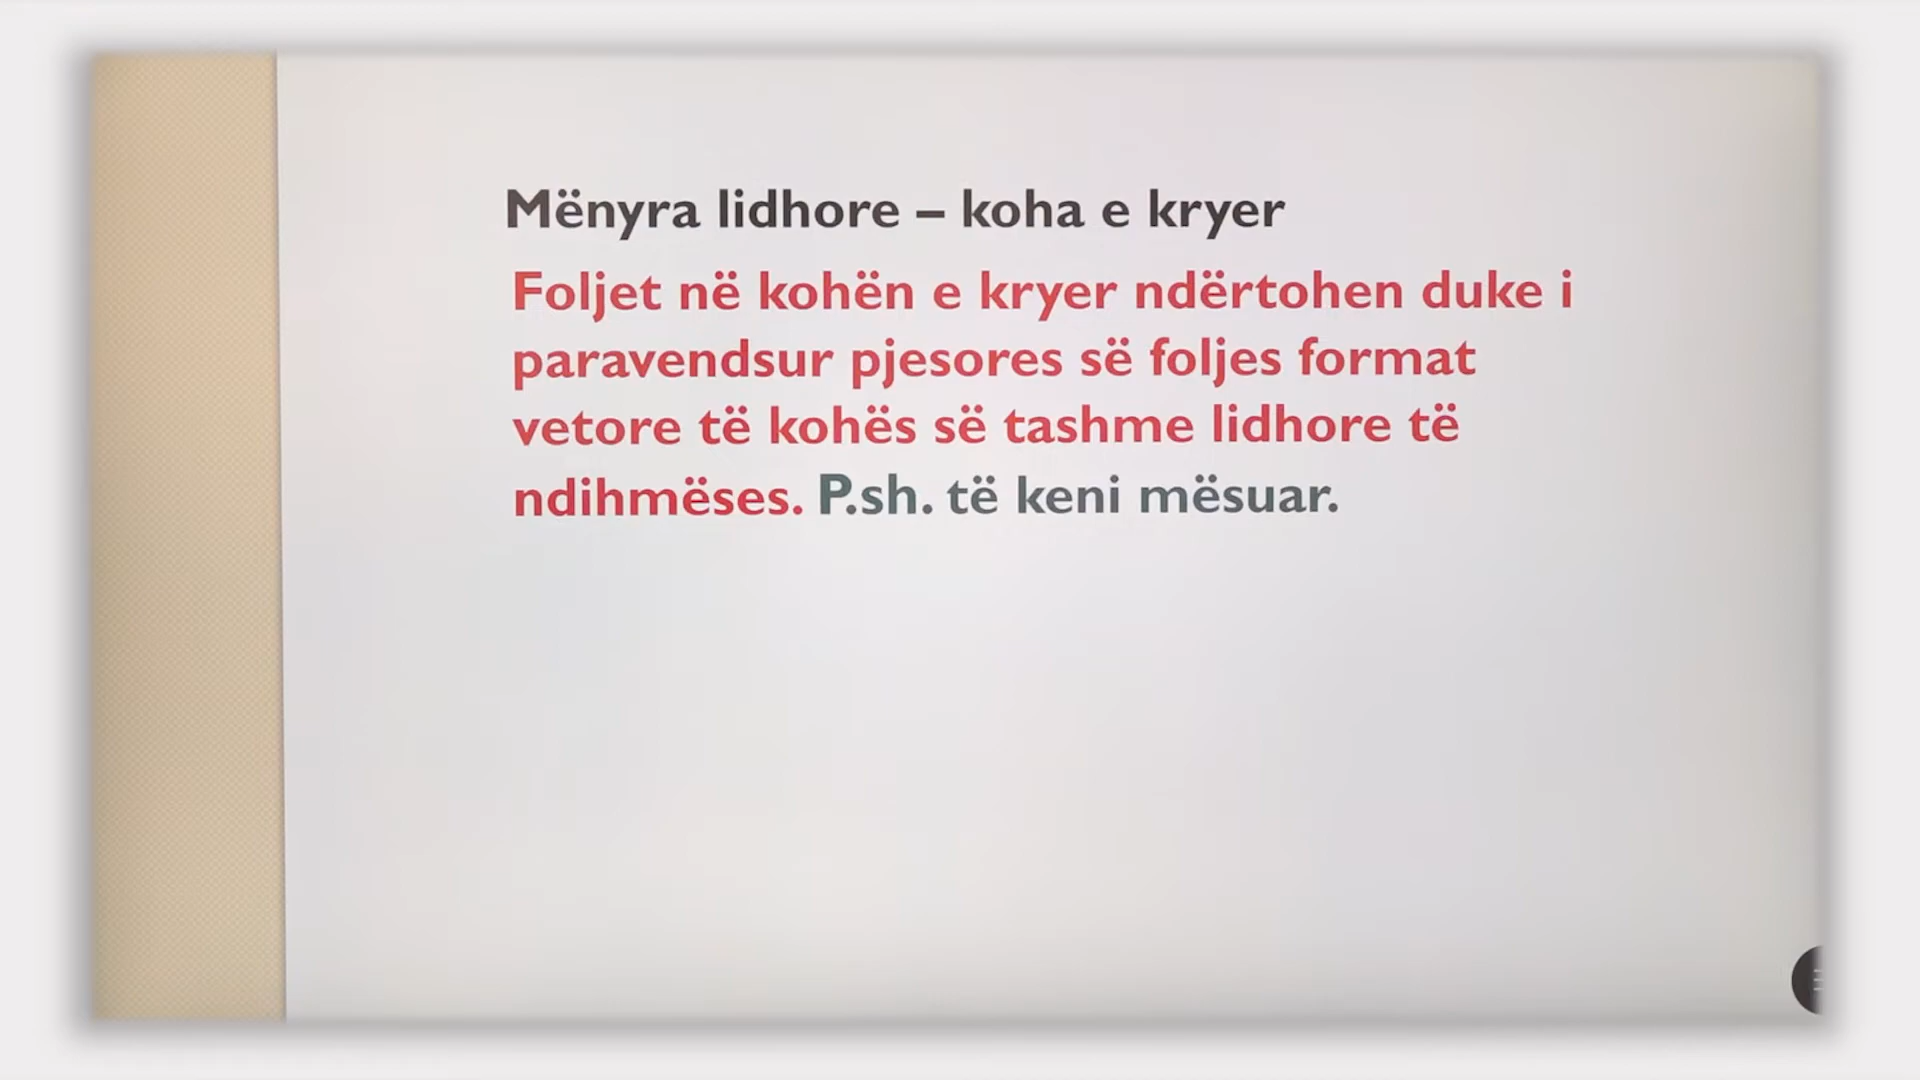 Mënyra lidhore – koha e kryer
Foljet në kohën e kryer ndërtohen duke i
paravendsur pjesores së foljes format
vetore të kohës së tashme lidhore të
ndihmëses. P.sh. të keni mësuar.